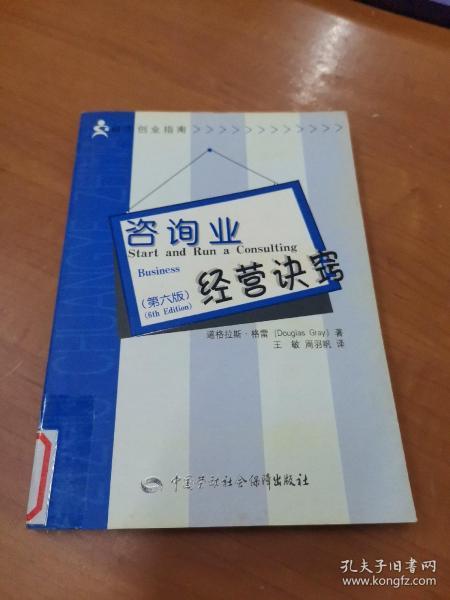 创业指南
咨询业
Start and Run a Consulting
Business
经营诀窍
(第六版)
(6th Edition)
道格拉斯·格雷 (Douglas Gray) 著
王 敏 周羽帆 译
中国劳动社会保障出版社
孔夫子旧书网
www.kongfz.com